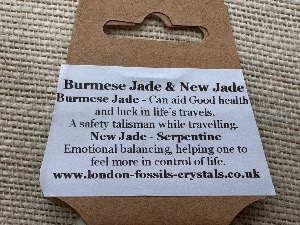 Burmese Jade & New Jade
Burmese Jade - Can aid Good health
and luck in life's travels.
A safety talisman while travelling.
New Jade - Serpentine
Emotional balancing, helping one to
feel more in control of life.
www.london-fossils-crystals.co.uk